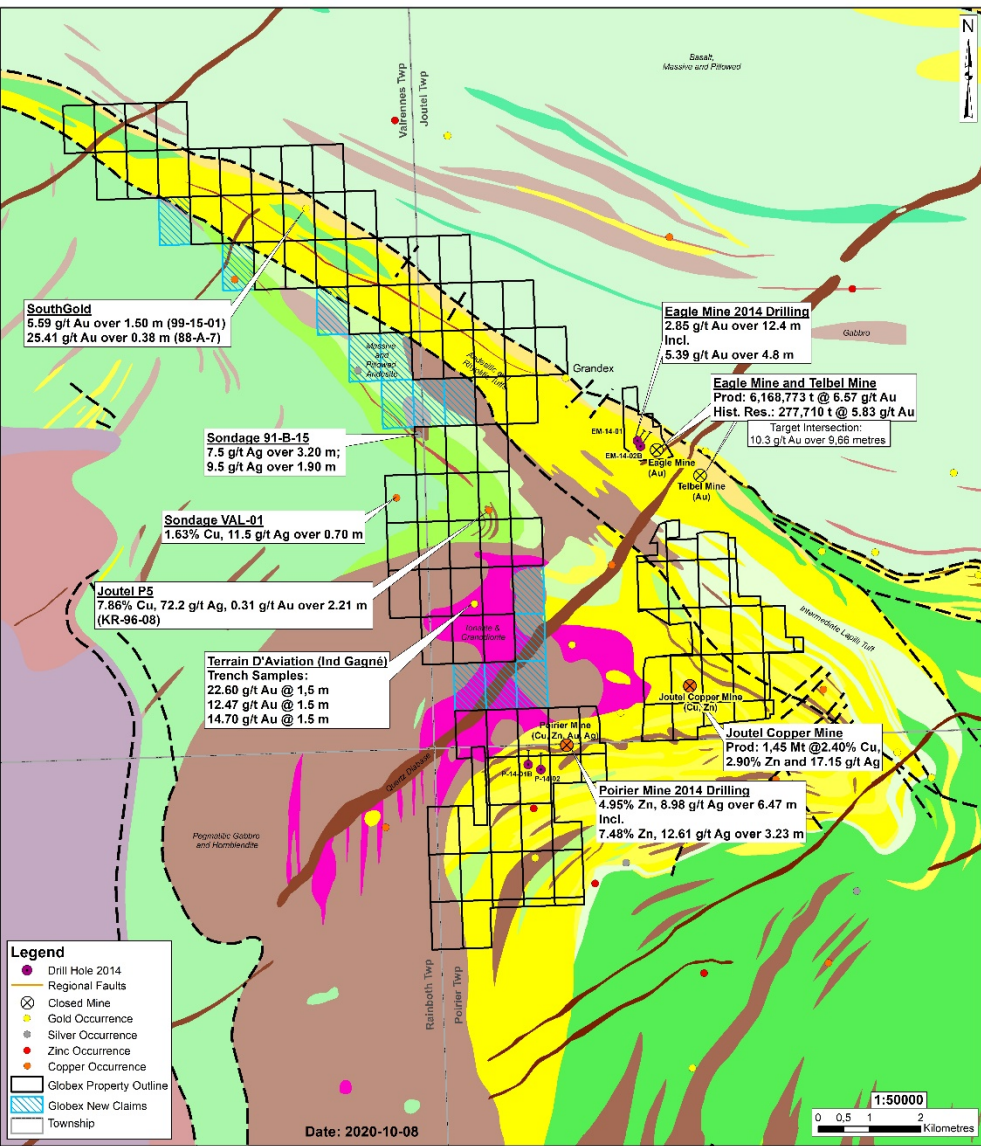 N
Basalt,
Massive and Pillowed
Valrennes Twp
Joutel Twp
SouthGold
5.59 g/t Au over 1.50 m (99-15-01)
25.41 g/t Au over 0.38 m (88-A-7)
Massive
and
Pillowed
Andesite
Andesitic and
Rhyolitic Tuffs
Grandex
Gabbro
Eagle Mine 2014 Drilling
2.85 g/t Au over 12.4 m
Incl.
5.39 g/t Au over 4.8 m
Eagle Mine and Telbel Mine
Prod: 6,168,773 t @ 6.57 g/t Au
Hist. Res.: 277,710 t @ 5.83 g/t Au
Target Intersection:
10.3 g/t Au over 9,66 metres
EM-14-01
EM-14-02B
Eagle Mine
(Au)
Telbel Mine
(Au)
Sondage 91-B-15
7.5 g/t Ag over 3.20 m;
9.5 g/t Ag over 1.90 m
Sondage VAL-01
1.63% Cu, 11.5 g/t Ag over 0.70 m
Joutel P5
7.86% Cu, 72.2 g/t Ag, 0.31 g/t Au over 2.21 m
(KR-96-08)
Terrain D'Aviation (Ind Gagné)
Trench Samples:
22.60 g/t Au @ 1,5 m
12.47 g/t Au @ 1.5 m
14.70 g/t Au @ 1.5 m
Tonalite &
Granodiorite
Intermediate Lapilli Tuff
Joutel Copper Mine
(Cu, Zn)
Joutel Copper Mine
Prod: 1,45 Mt @2.40% Cu,
2.90% Zn and 17.15 g/t Ag
Poirier Mine
(Cu, Zn, Au, Ag)
P-14-01B
P-14-02
Poirier Mine 2014 Drilling
4.95% Zn, 8.98 g/t Ag over 6.47 m
Incl.
7.48% Zn, 12.61 g/t Ag over 3.23 m
Quartz Diabase
Pegmatitic Gabbro
and Hornblendite
Rainboth Twp
Poirier Twp
Legend
Drill Hole 2014
Regional Faults
Closed Mine
Gold Occurrence
Silver Occurrence
Zinc Occurrence
Copper Occurrence
Globex Property Outline
Globex New Claims
Township
Date: 2020-10-08
1:50000
0 0,5 1 2
Kilometres